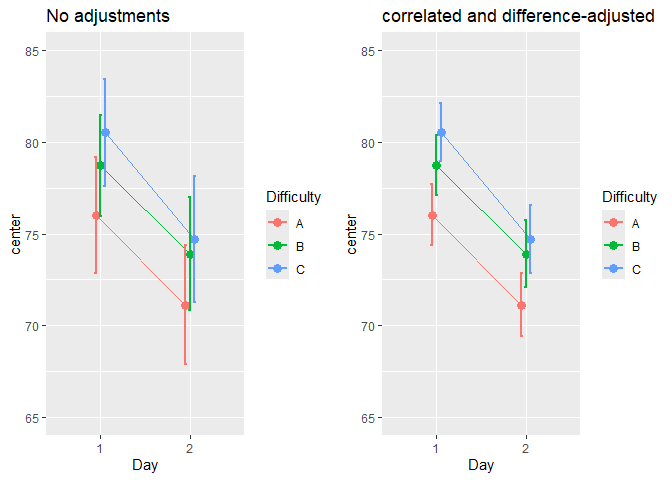 No adjustments
center
85
80
75
70
65
1
2
Day
Difficulty
A
B
C
correlated and difference-adjusted
center
85
80
75
70
65
1
2
Day
Difficulty
A
B
C